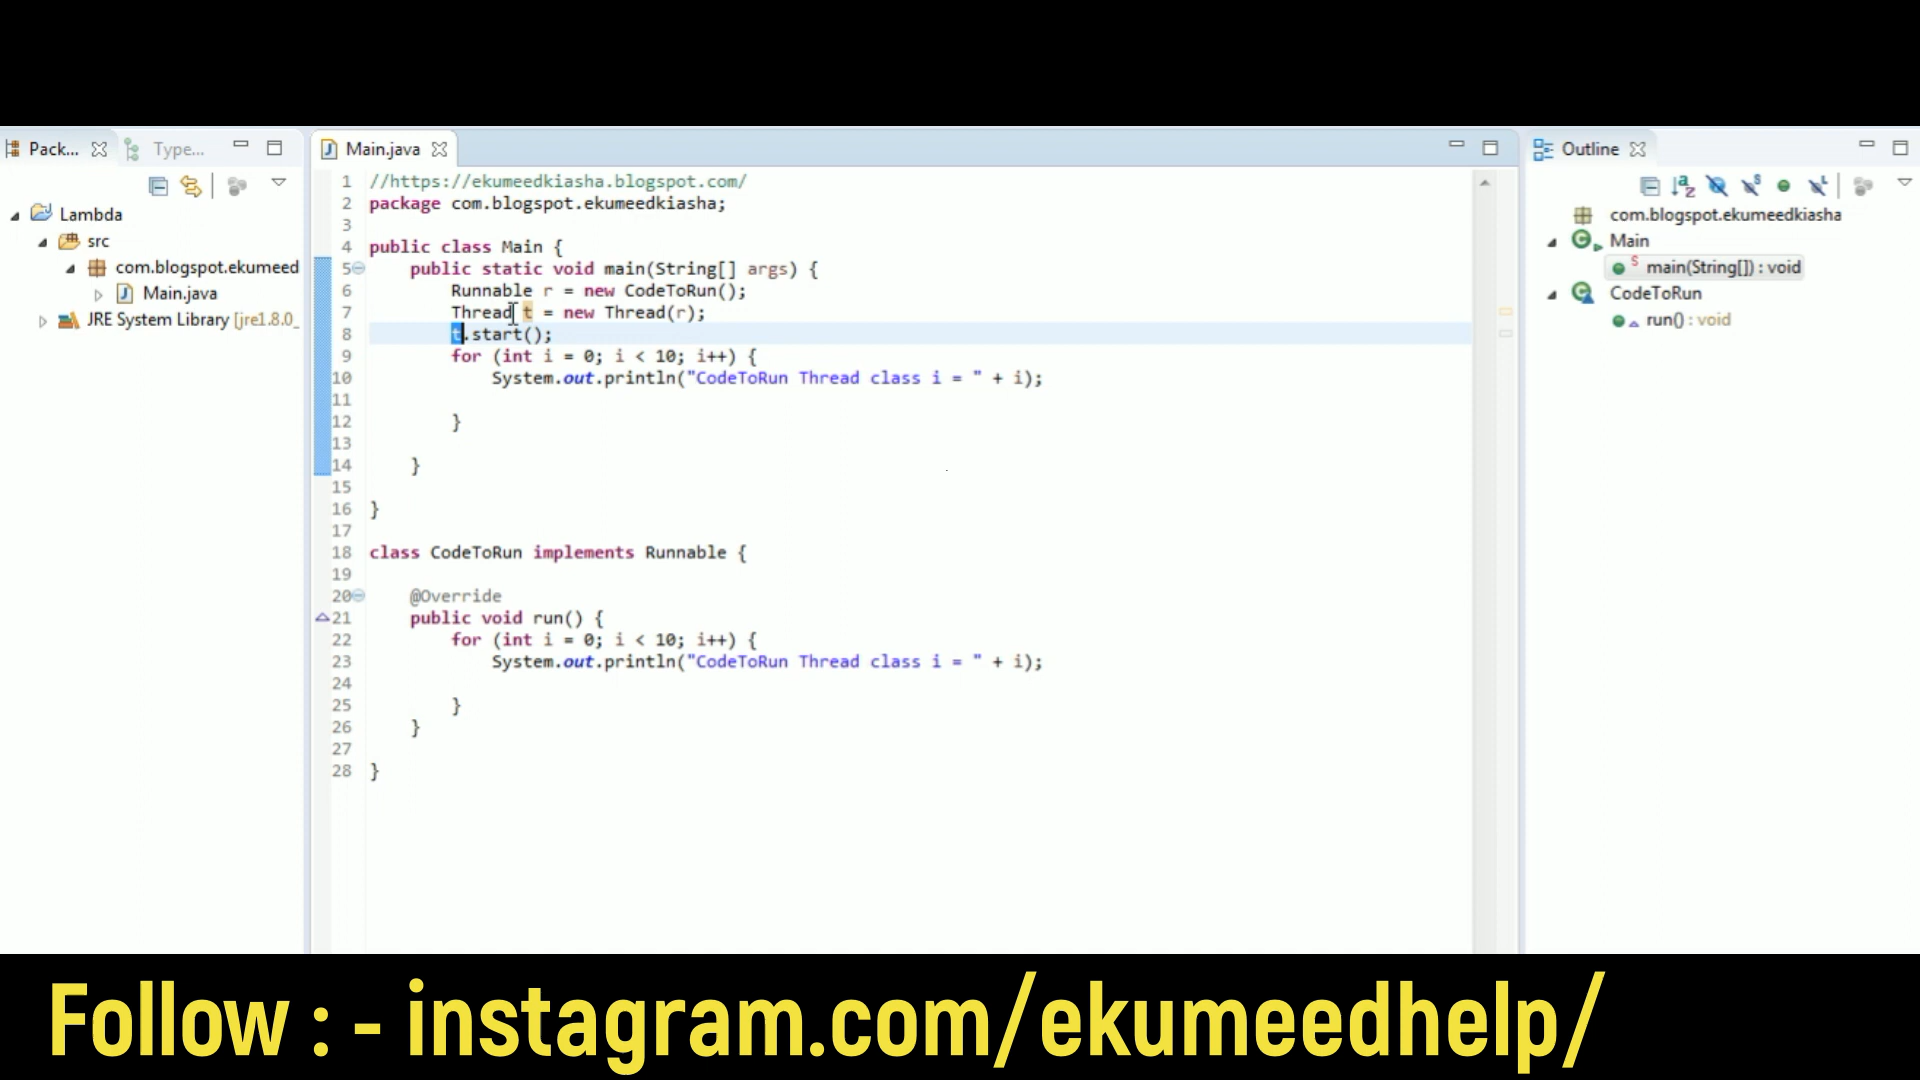 Pack...
Type...
Lambda
src
com.blogspot.ekumeed
Main.java
JRE System Library [jre1.8.0_
Main.java
1 //https://ekumeedkiasha.blogspot.com/
2 package com.blogspot.ekumeedkiasha;
3
4 public class Main {
5 public static void main(String[] args) {
6 Runnable r = new CodeToRun();
7 Thread t = new Thread(r);
8 t.start();
9 for (int i = 0; i < 10; i++) {
10 System.out.println("CodeToRun Thread class i = " + i);
11
12 }
13
14 }
15
16 }
17
18 class CodeToRun implements Runnable {
19
20 @Override
21 public void run() {
22 for (int i = 0; i < 10; i++) {
23 System.out.println("CodeToRun Thread class i = " + i);
24
25 }
26 }
27
28 }
Outline
com.blogspot.ekumeedkiasha
Main
main(String[]) : void
CodeToRun
run() : void
Follow : - instagram.com/ekumeedhelp/